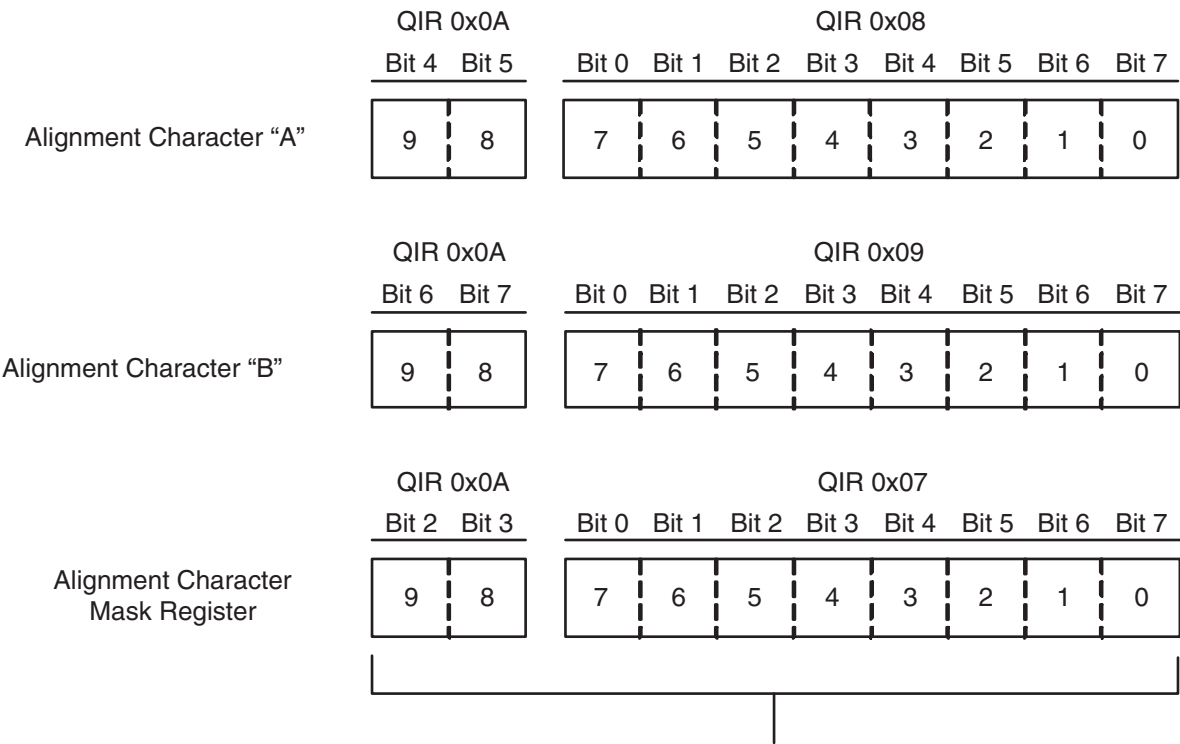 QIR 0x0A QIR 0x08
Bit 4 Bit 5 Bit 0 Bit 1 Bit 2 Bit 3 Bit 4 Bit 5 Bit 6 Bit 7
Alignment Character “A” 9 8 7 6 5 4 3 2 1 0
QIR 0x0A QIR 0x09
Bit 6 Bit 7 Bit 0 Bit 1 Bit 2 Bit 3 Bit 4 Bit 5 Bit 6 Bit 7
Alignment Character “B” 9 8 7 6 5 4 3 2 1 0
QIR 0x0A QIR 0x07
Bit 2 Bit 3 Bit 0 Bit 1 Bit 2 Bit 3 Bit 4 Bit 5 Bit 6 Bit 7
Alignment Character
Mask Register 9 8 7 6 5 4 3 2 1 0